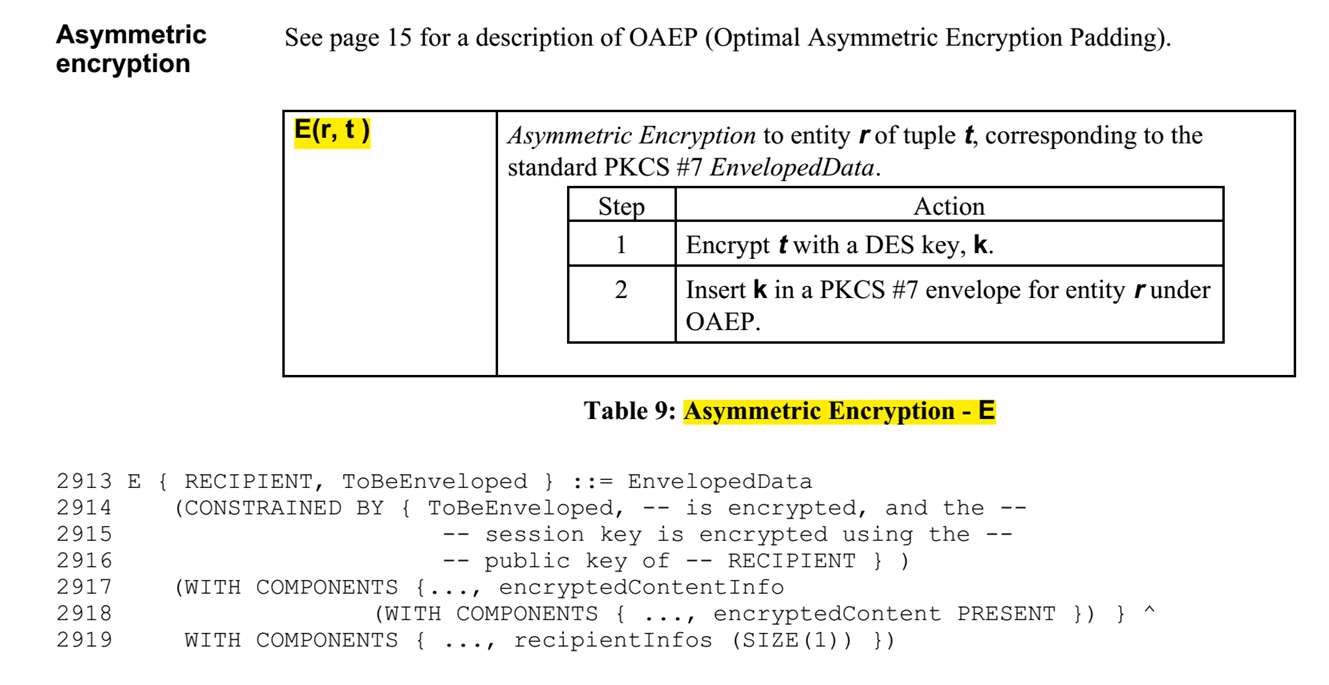 Asymmetric
encryption
See page 15 for a description of OAEP (Optimal Asymmetric Encryption Padding).
E(r, t )
Asymmetric Encryption to entity r of tuple t, corresponding to the
standard PKCS #7 EnvelopedData.
Step Action
1 Encrypt t with a DES key, k.
2 Insert k in a PKCS #7 envelope for entity r under
OAEP.
Table 9: Asymmetric Encryption - E
2913 E { RECIPIENT, ToBeEnveloped } ::= EnvelopedData
2914 (CONSTRAINED BY { ToBeEnveloped, -- is encrypted, and the --
2915 -- session key is encrypted using the --
2916 -- public key of -- RECIPIENT } )
2917 (WITH COMPONENTS {..., encryptedContentInfo
2918 (WITH COMPONENTS { ..., encryptedContent PRESENT }) } ^
2919 WITH COMPONENTS { ..., recipientInfos (SIZE(1)) })